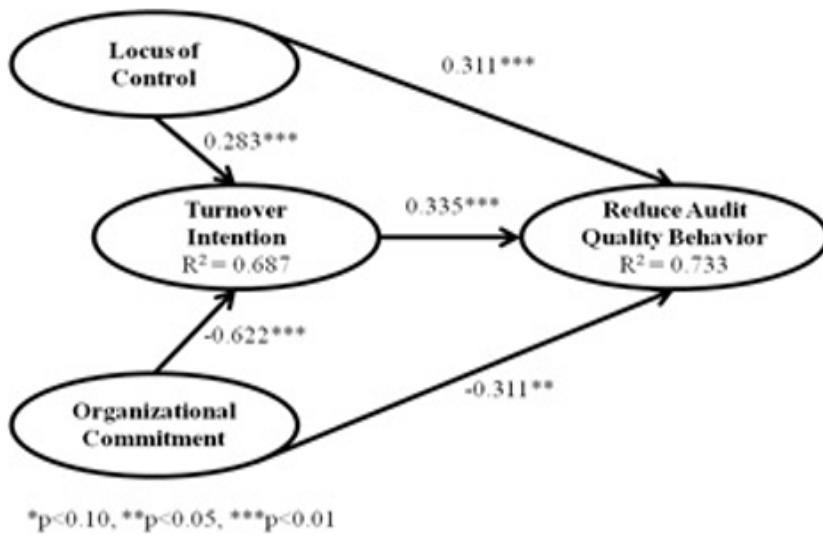 Locus of
Control
0.311***
0.283***
Turnover
Intention
R² = 0.687
0.335***
Reduce Audit
Quality Behavior
R² = 0.733
-0.622***
-0.311**
Organizational
Commitment
*p<0.10, **p<0.05, ***p<0.01